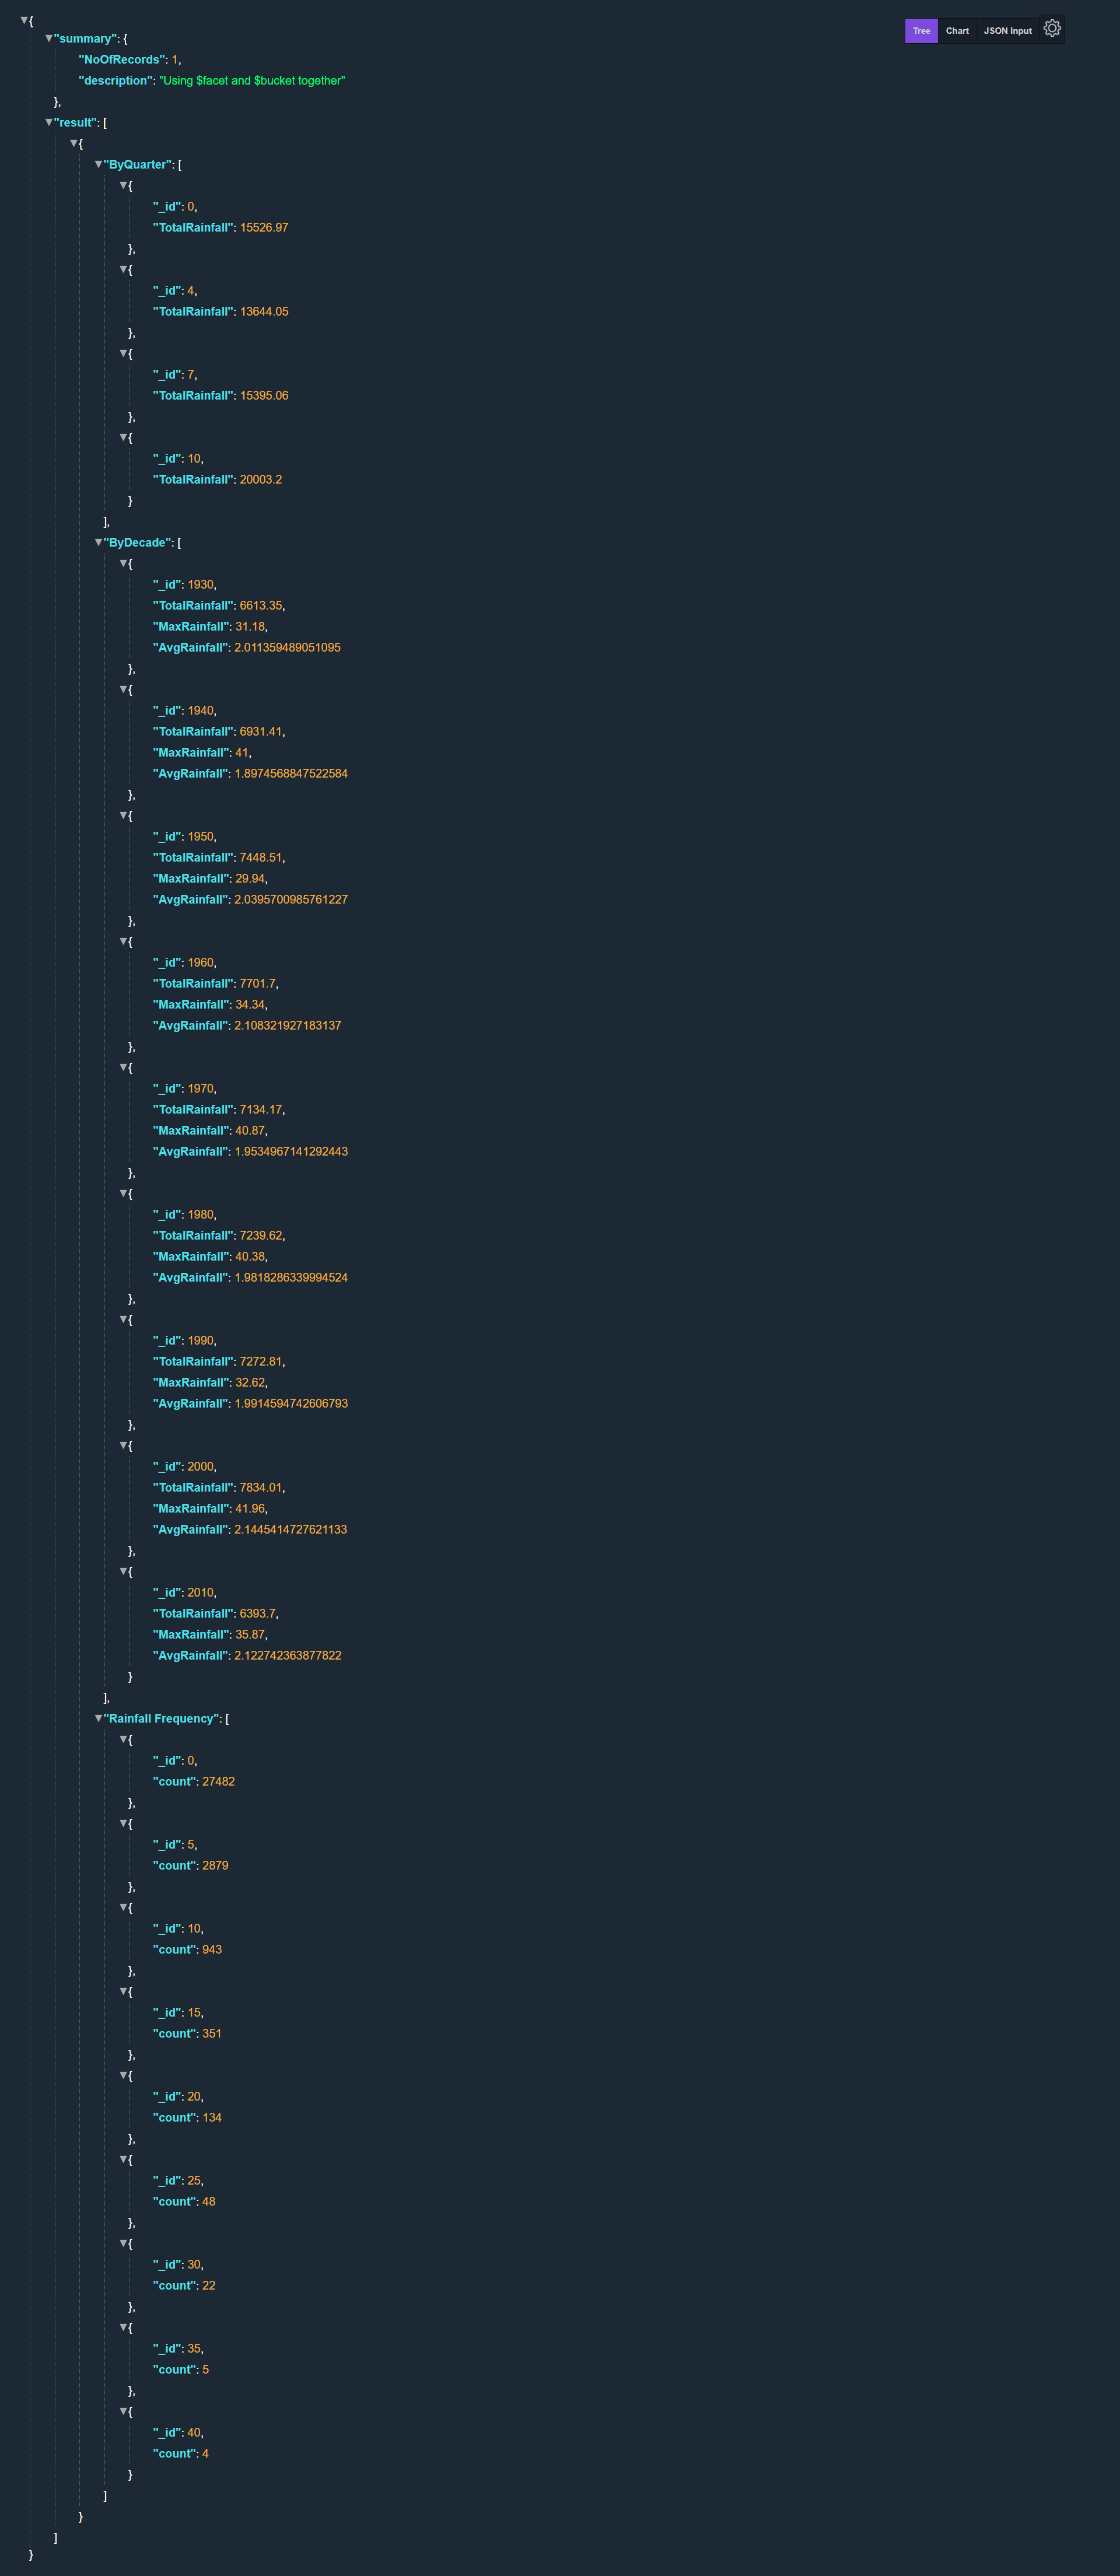 {
"summary": {
Tree Chart JSON Input
"NoOfRecords": 1,
"description": "Using $facet and $bucket together"
},
"result": [
{
"ByQuarter": [
{
"_id": 0,
"TotalRainfall": 15526.97
},
{
"_id": 4,
"TotalRainfall": 13644.05
},
{
"_id": 7,
"TotalRainfall": 15395.06
},
{
"_id": 10,
"TotalRainfall": 20003.2
}
],
"ByDecade": [
{
"_id": 1930,
"TotalRainfall": 6613.35,
"MaxRainfall": 31.18,
"AvgRainfall": 2.011359489051095
},
{
"_id": 1940,
"TotalRainfall": 6931.41,
"MaxRainfall": 41,
"AvgRainfall": 1.8974568847522584
},
{
"_id": 1950,
"TotalRainfall": 7448.51,
"MaxRainfall": 29.94,
"AvgRainfall": 2.0395700985761227
},
{
"_id": 1960,
"TotalRainfall": 7701.7,
"MaxRainfall": 34.34,
"AvgRainfall": 2.108321927183137
},
{
"_id": 1970,
"TotalRainfall": 7134.17,
"MaxRainfall": 40.87,
"AvgRainfall": 1.9534967141292443
},
{
"_id": 1980,
"TotalRainfall": 7239.62,
"MaxRainfall": 40.38,
"AvgRainfall": 1.9818286339994524
},
{
"_id": 1990,
"TotalRainfall": 7272.81,
"MaxRainfall": 32.62,
"AvgRainfall": 1.9914594742606793
},
{
"_id": 2000,
"TotalRainfall": 7834.01,
"MaxRainfall": 41.96,
"AvgRainfall": 2.1445414727621133
},
{
"_id": 2010,
"TotalRainfall": 6393.7,
"MaxRainfall": 35.87,
"AvgRainfall": 2.122742363877822
}
],
"Rainfall Frequency": [
{
"_id": 0,
"count": 27482
},
{
"_id": 5,
"count": 2879
},
{
"_id": 10,
"count": 943
},
{
"_id": 15,
"count": 351
},
{
"_id": 20,
"count": 134
},
{
"_id": 25,
"count": 48
},
{
"_id": 30,
"count": 22
},
{
"_id": 35,
"count": 5
},
{
"_id": 40,
"count": 4
}
]
}
]
}